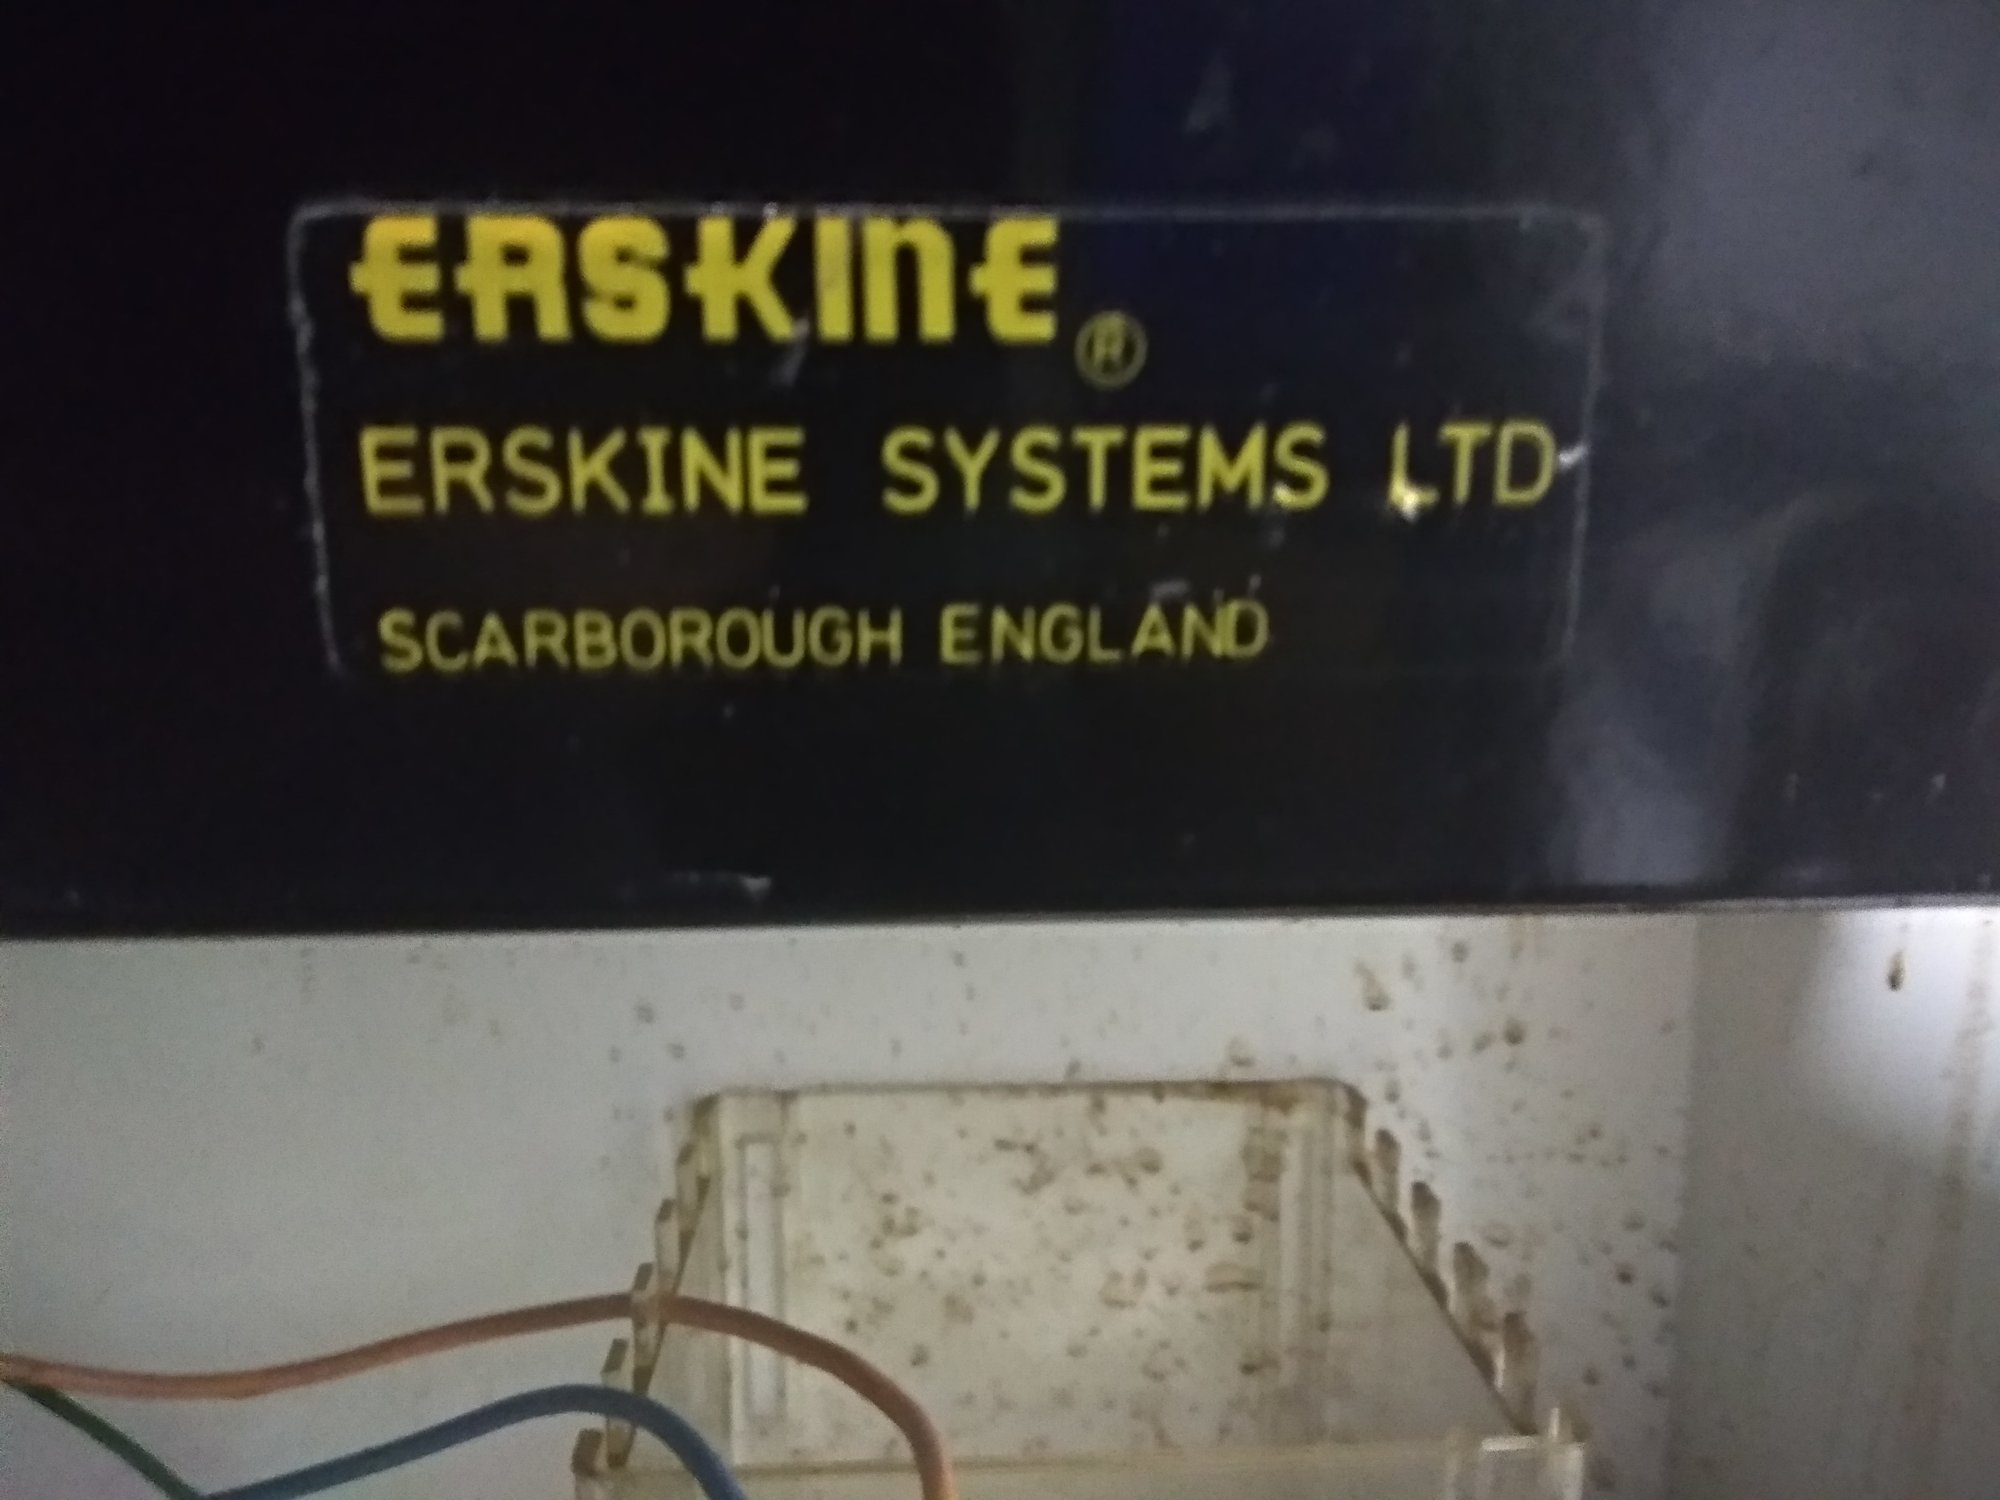 ERSKINE ®
ERSKINE SYSTEMS LTD
SCARBOROUGH ENGLAND